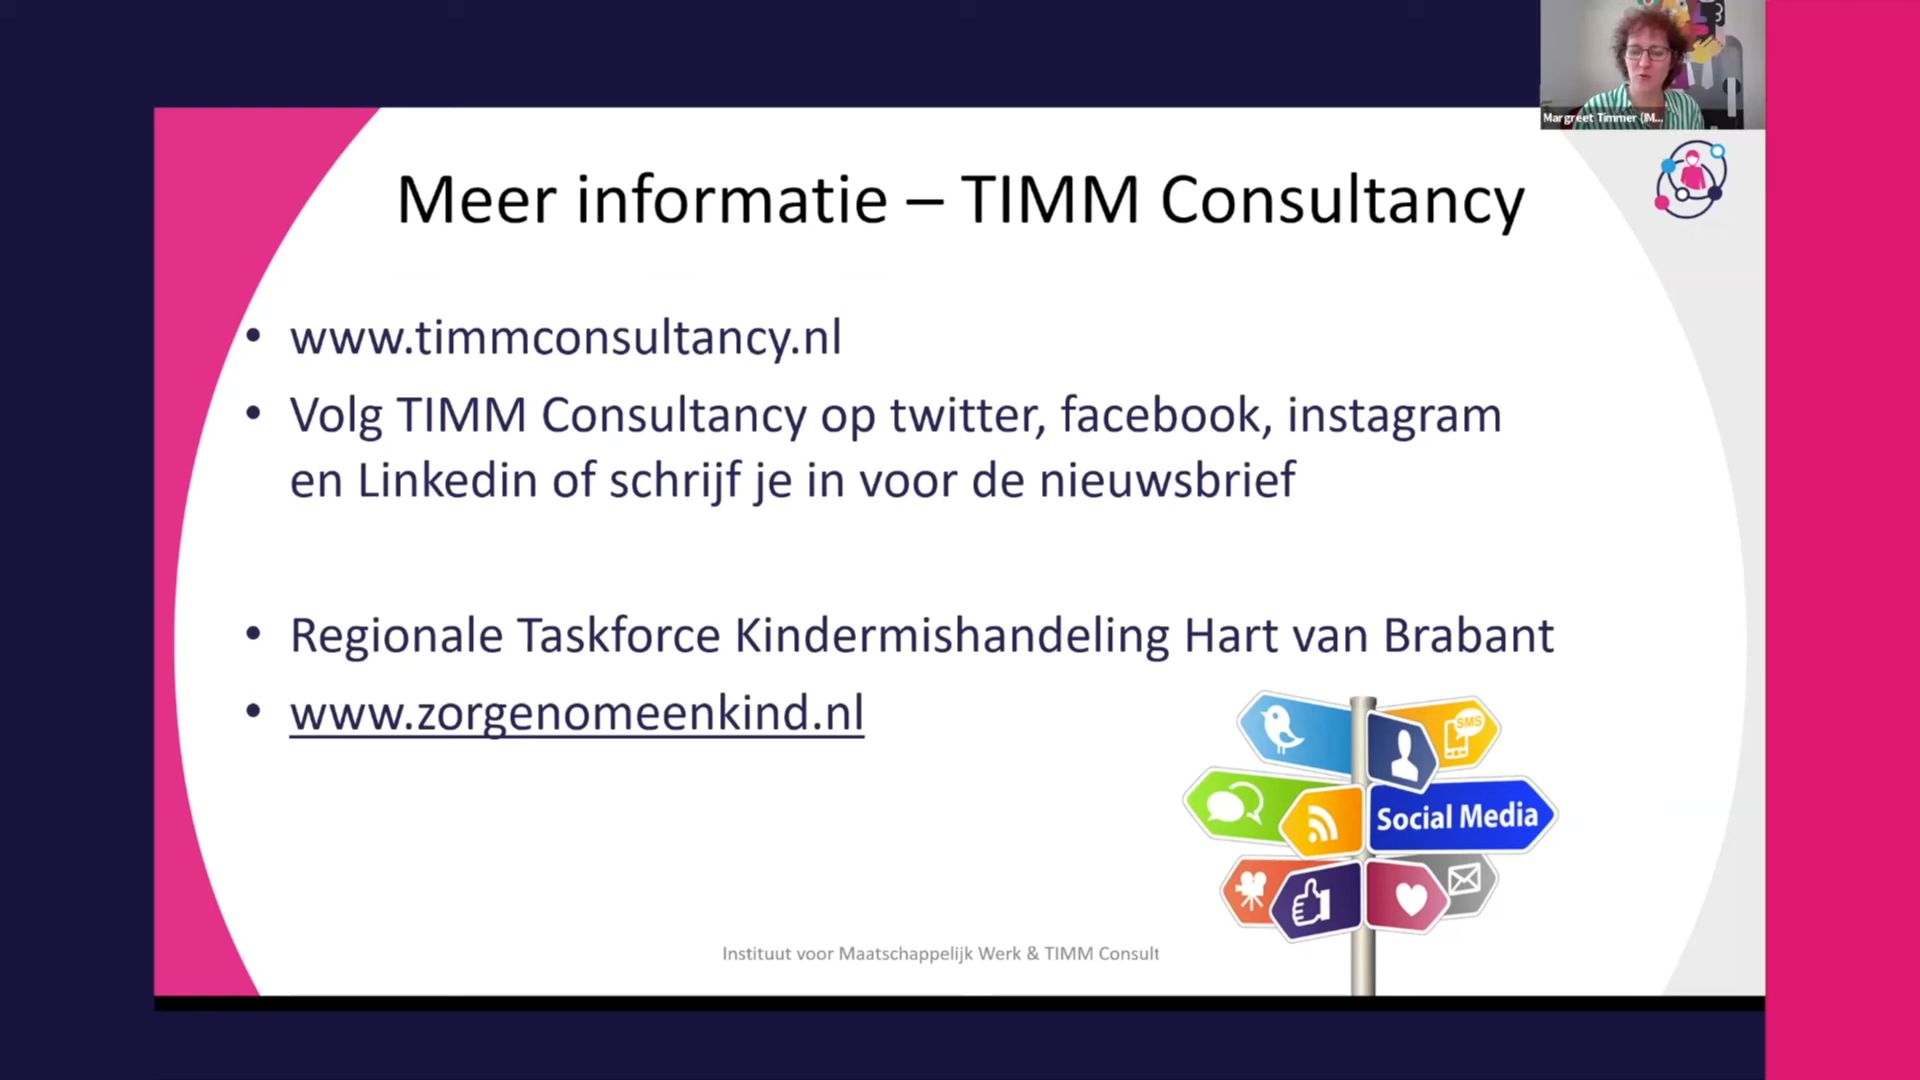 Margreet Timmer (IM...
Meer informatie – TIMM Consultancy
• www.timmconsultancy.nl
• Volg TIMM Consultancy op twitter, facebook, instagram
en Linkedin of schrijf je in voor de nieuwsbrief
• Regionale Taskforce Kindermishandeling Hart van Brabant
• www.zorgenomeenkind.nl
SMS
Social Media
Instituut voor Maatschappelijk Werk & TIMM Consult